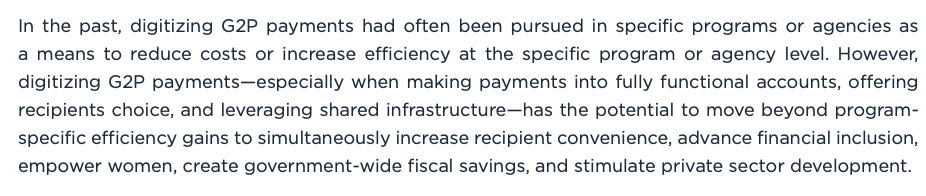 In the past, digitizing G2P payments had often been pursued in specific programs or agencies as
a means to reduce costs or increase efficiency at the specific program or agency level. However,
digitizing G2P payments—especially when making payments into fully functional accounts, offering
recipients choice, and leveraging shared infrastructure—has the potential to move beyond program-
specific efficiency gains to simultaneously increase recipient convenience, advance financial inclusion,
empower women, create government-wide fiscal savings, and stimulate private sector development.